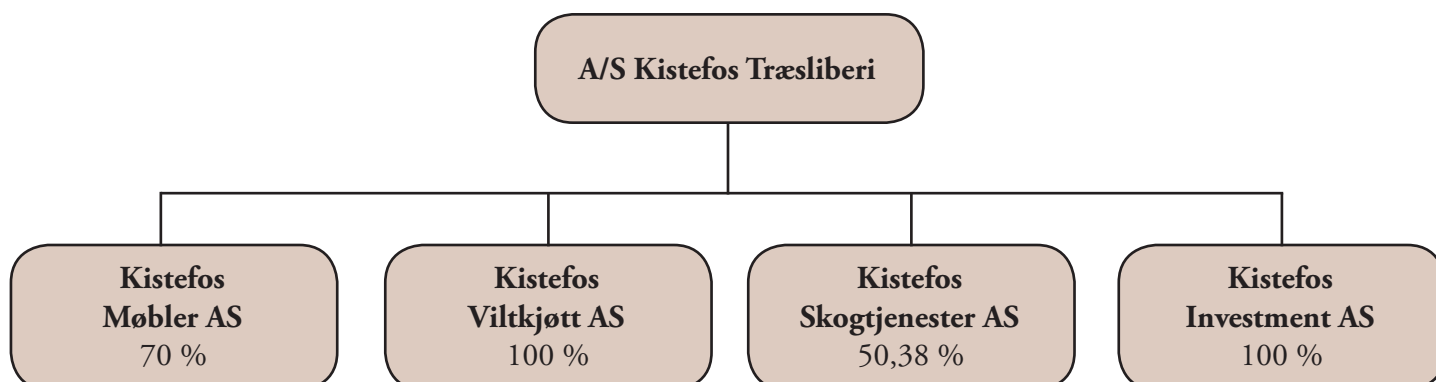 A/S Kistefos Træsliberi
Kistefos
Møbler AS
70 %
Kistefos
Viltkjøtt AS
100 %
Kistefos
Skogtjenester AS
50,38 %
Kistefos
Investment AS
100 %